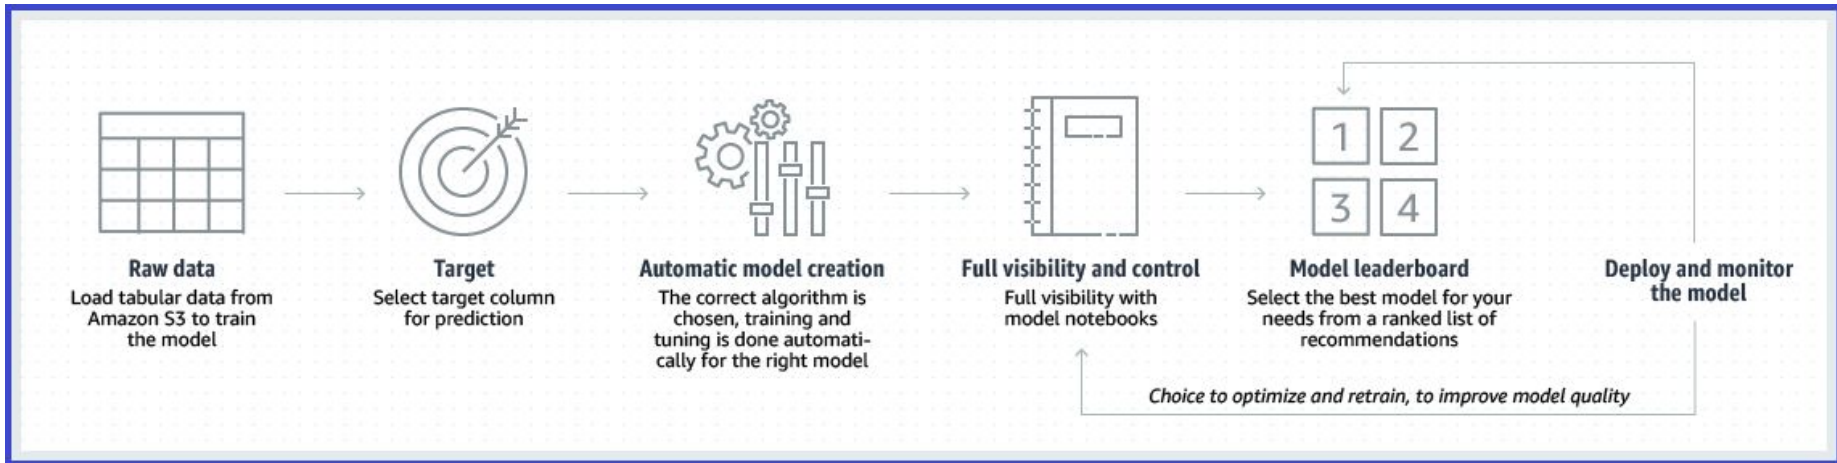 Raw data
Load tabular data from
Amazon S3 to train
the model
Target
Select target column
for prediction
Automatic model creation
The correct algorithm is
chosen, training and
tuning is done automati-
cally for the right model
Full visibility and control
Full visibility with
model notebooks
1 2
3 4
Model leaderboard
Select the best model for your
needs from a ranked list of
recommendations
Deploy and monitor
the model
Choice to optimize and retrain, to improve model quality